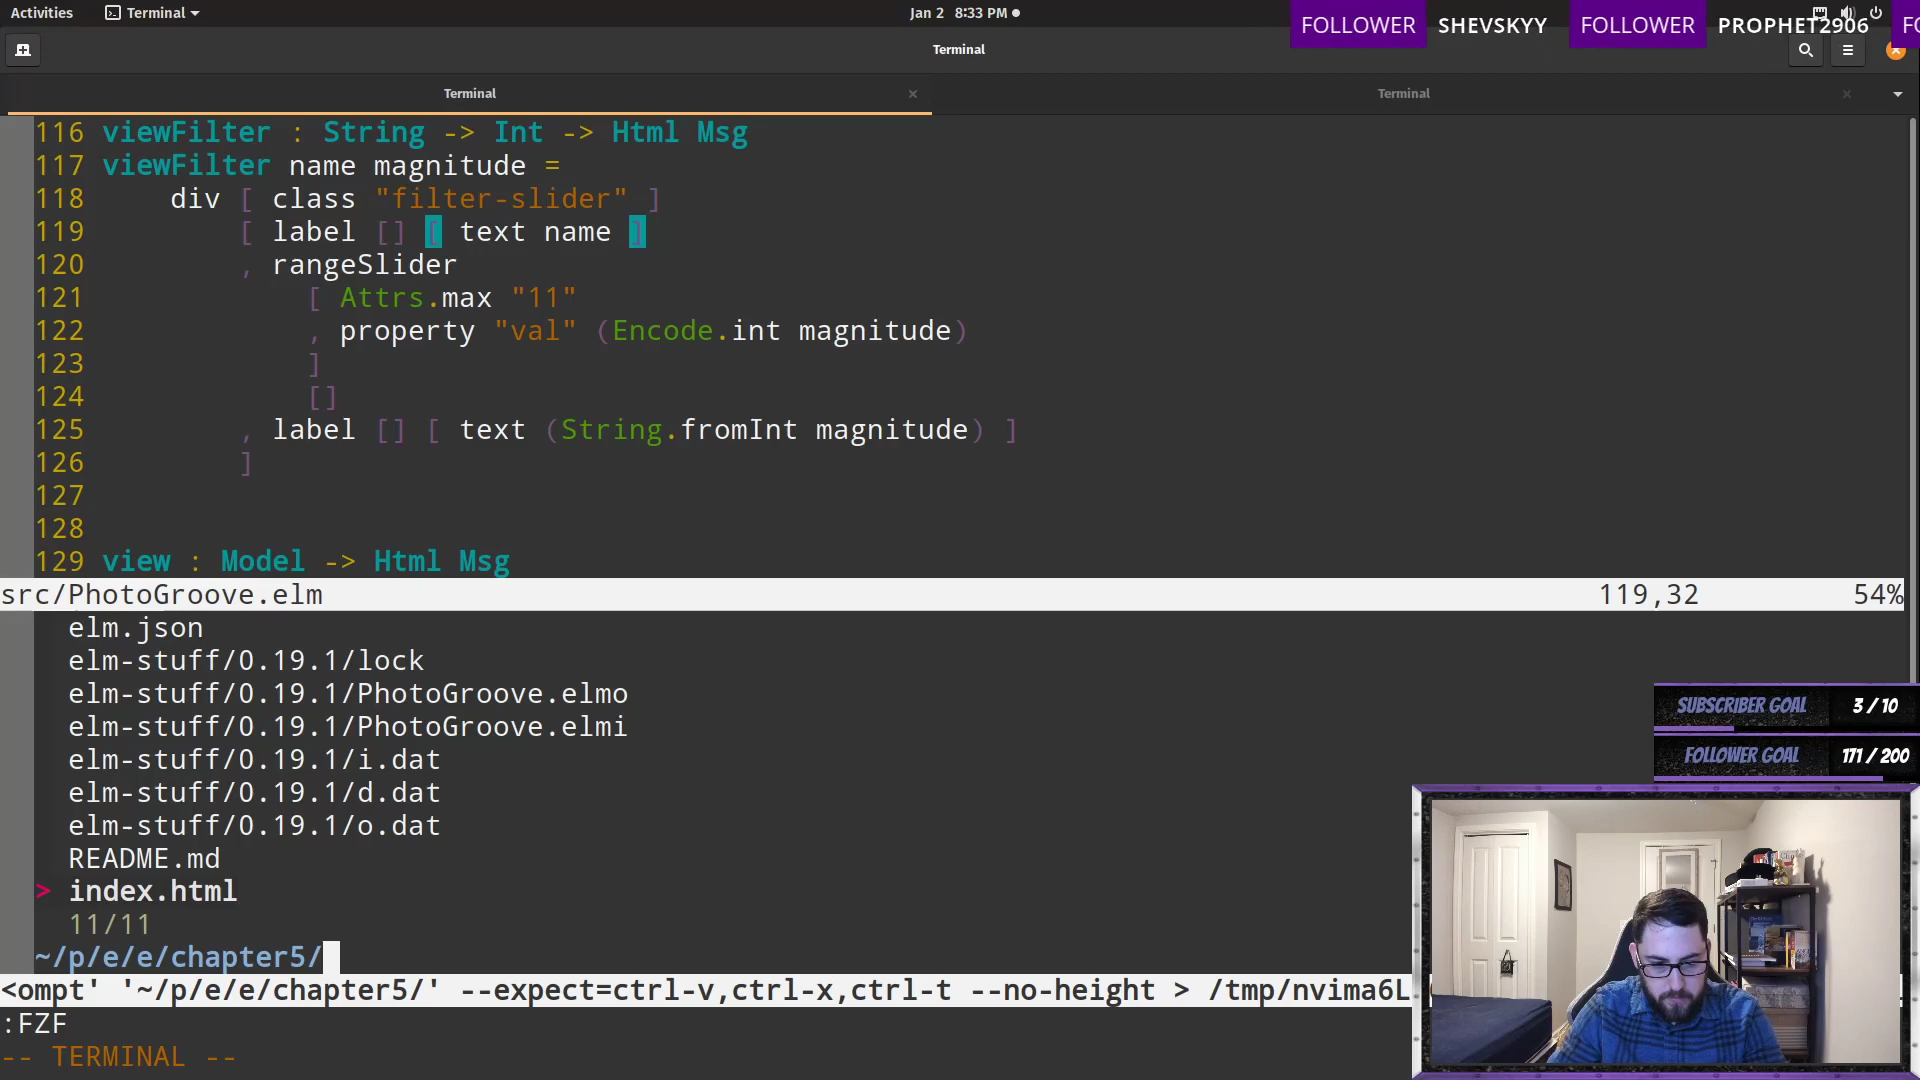 Activities
Terminal
Jan 2 8:33 PM
FOLLOWER SHEVSKYY FOLLOWER PROPHET2906 FO
Terminal
Terminal
Terminal
116 viewFilter : String -> Int -> Html Msg
117 viewFilter name magnitude =
118 div [ class "filter-slider" ]
119 [ label [] [ text name ]
120 , rangeSlider
121 [ Attrs.max "11"
122 , property "val" (Encode.int magnitude)
123 ]
124 []
125 , label [] [ text (String.fromInt magnitude) ]
126 ]
127
128
129 view : Model -> Html Msg
src/PhotoGroove.elm 119,32 54%
elm.json
elm-stuff/0.19.1/lock
elm-stuff/0.19.1/PhotoGroove.elmo
elm-stuff/0.19.1/PhotoGroove.elmi
elm-stuff/0.19.1/i.dat
elm-stuff/0.19.1/d.dat
elm-stuff/0.19.1/o.dat
README.md
> index.html
11/11
~/p/e/e/chapter5/
<ompt' '~/p/e/e/chapter5/' --expect=ctrl-v,ctrl-x,ctrl-t --no-height > /tmp/nvima6L
:FZF
-- TERMINAL --
SUBSCRIBER GOAL 3 / 10
FOLLOWER GOAL 171 / 200